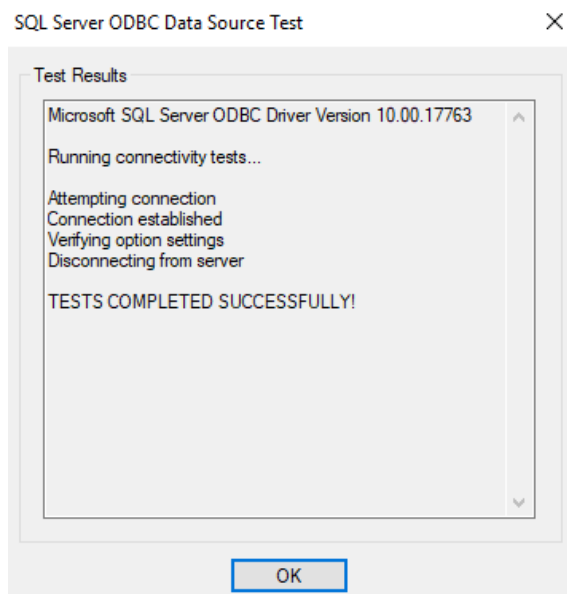 SQL Server ODBC Data Source Test
Test Results
Microsoft SQL Server ODBC Driver Version 10.00.17763
Running connectivity tests...
Attempting connection
Connection established
Verifying option settings
Disconnecting from server
TESTS COMPLETED SUCCESSFULLY!
OK